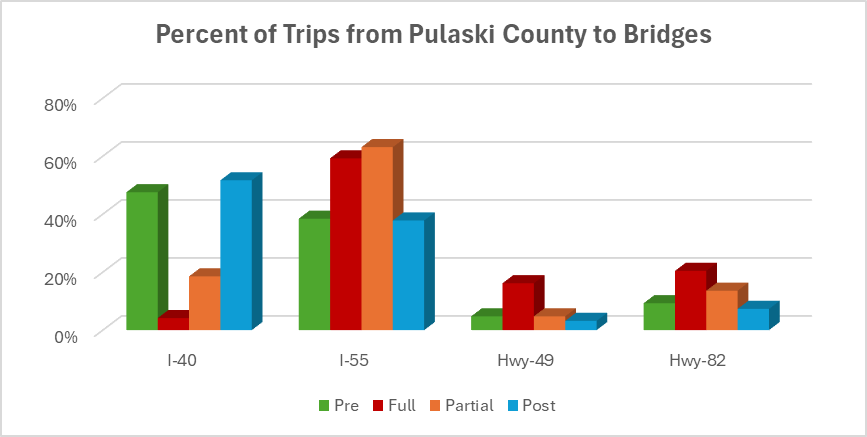 Percent of Trips from Pulaski County to Bridges
80%
60%
40%
20%
0%
I-40 I-55 Hwy-49 Hwy-82
Pre Full Partial Post